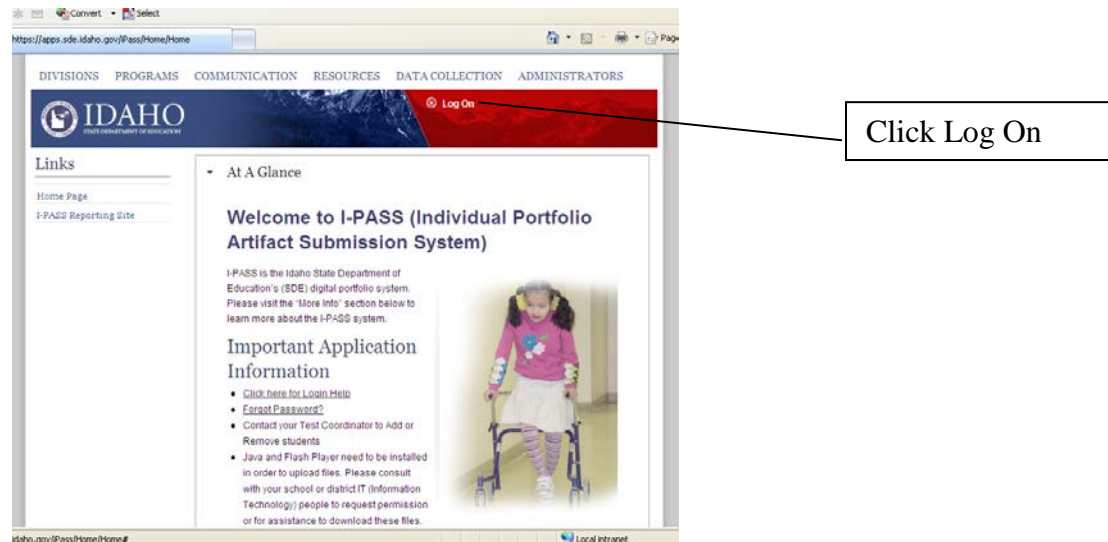 Convert Select
https://apps.sde.idaho.gov/IPass/Home/Home
Page
DIVISIONS PROGRAMS COMMUNICATION RESOURCES DATA COLLECTION ADMINISTRATORS
IDAHO
STATE DEPARTMENT OF EDUCATION
Log On
Click Log On
Links
Home Page
I-PASS Reporting Site
At A Glance
Welcome to I-PASS (Individual Portfolio
Artifact Submission System)
I-PASS is the Idaho State Department of
Education's (SDE) digital portfolio system.
Please visit the 'More Info' section below to
learn more about the I-PASS system.
Important Application
Information
Click here for Login Help
Forgot Password?
Contact your Test Coordinator to Add or
Remove students
Java and Flash Player need to be installed
in order to upload files. Please consult
with your school or district IT (Information
Technology) people to request permission
or for assistance to download these files.
idaho.gov/IPass/Home/Home#
Local intranet